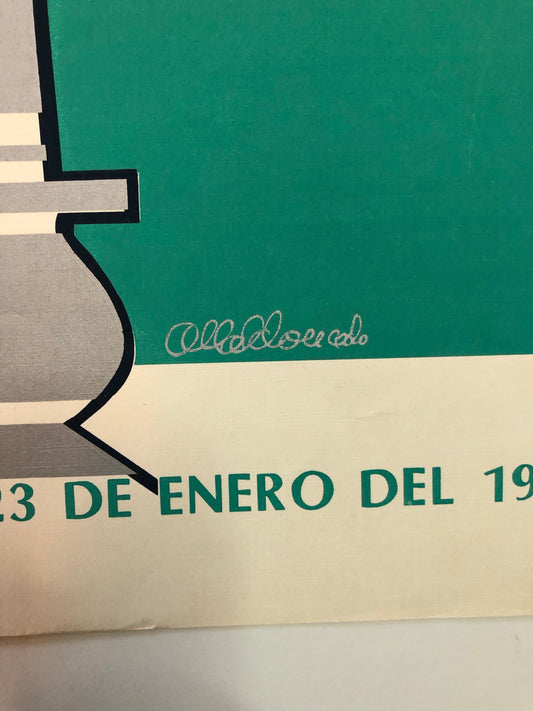 23 DE ENERO DEL 19